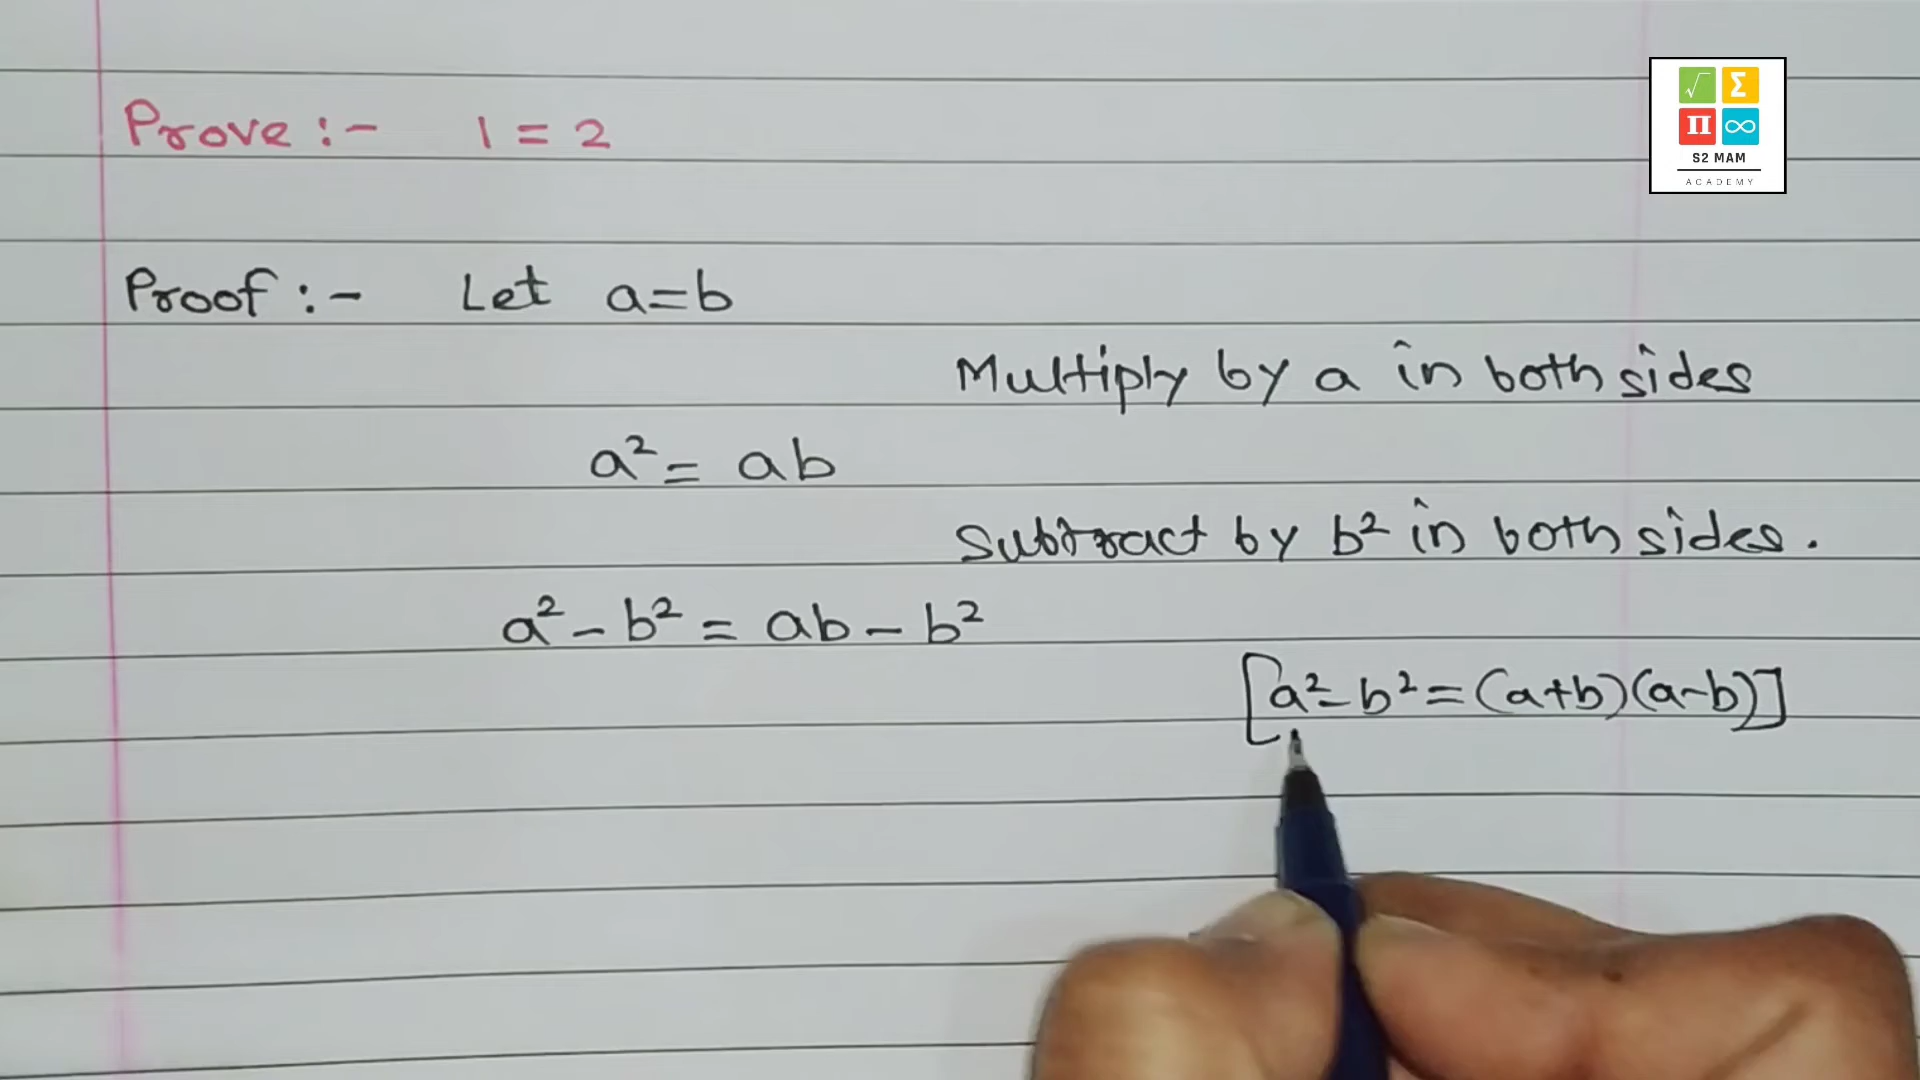 Prove :- 1 = 2
√ Σ
π ∞
S2 MAM
ACADEMY
Proof :- Let a=b
Multiply by a in both sides
a² = ab
Subtract by b² in both sides.
a² - b² = ab - b²
[a² - b² = (a+b)(a-b)]